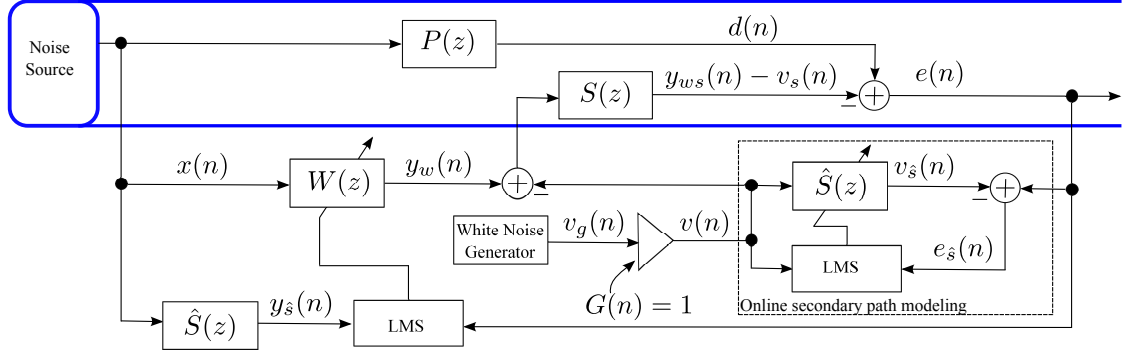 Noise
Source
P(z)
d(n)
S(z)
y_{ws}(n) − v_s(n)
+
−
e(n)
x(n)
W(z)
y_w(n)
+
−
Ŝ(z)
v_ŝ(n)
+
−
White Noise
Generator
v_g(n)
v(n)
G(n) = 1
LMS
e_ŝ(n)
Online secondary path modeling
Ŝ(z)
y_ŝ(n)
LMS